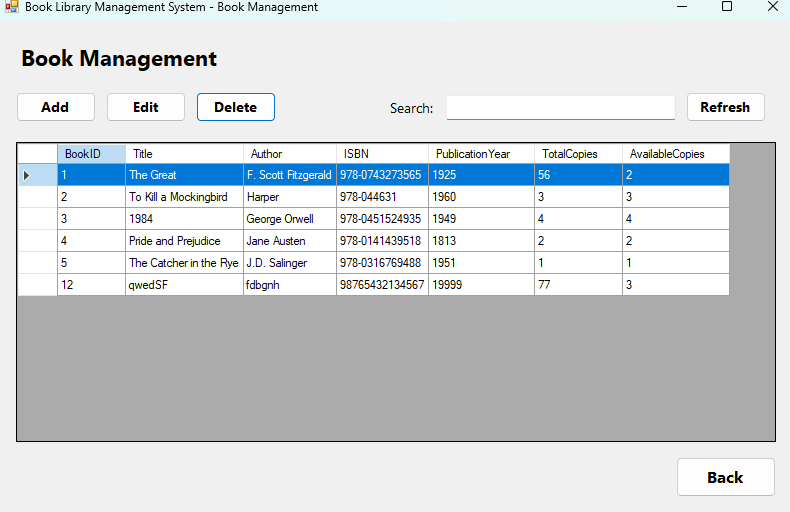 Book Library Management System - Book Management
Book Management
Add Edit Delete Search: Refresh
BookID Title Author ISBN PublicationYear TotalCopies AvailableCopies
1 The Great F. Scott Fitzgerald 978-0743273565 1925 56 2
2 To Kill a Mockingbird Harper 978-044631 1960 3 3
3 1984 George Orwell 978-0451524935 1949 4 4
4 Pride and Prejudice Jane Austen 978-0141439518 1813 2 2
5 The Catcher in the Rye J.D. Salinger 978-0316769488 1951 1 1
12 qwedSF fdbgnh 98765432134567 19999 77 3
Back